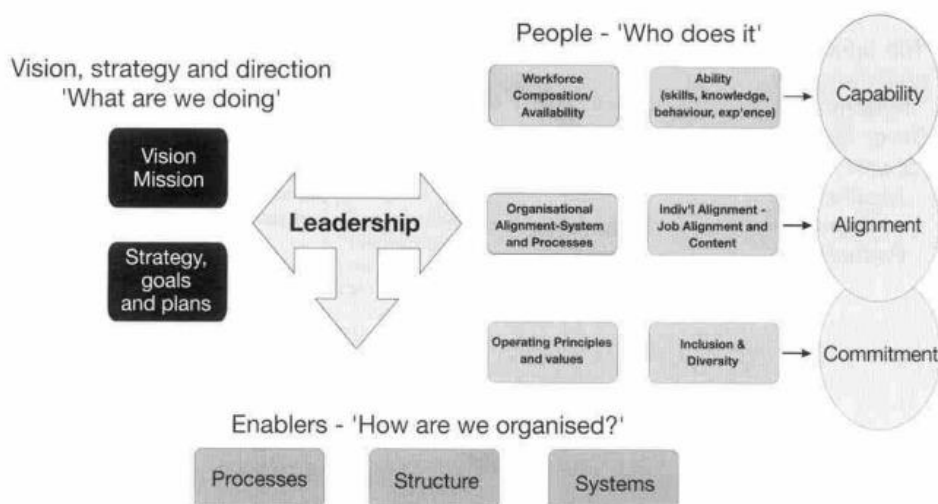 Vision, strategy and direction
'What are we doing'
Vision
Mission
Strategy,
goals
and plans
Leadership
People - 'Who does it'
Workforce
Composition/
Availability
Ability
(skills, knowledge,
behaviour, exp'ence)
Capability
Organisational
Alignment-System
and Processes
Indiv'l Alignment -
Job Alignment and
Content
Alignment
Operating Principles
and values
Inclusion &
Diversity
Commitment
Enablers - 'How are we organised?'
Processes
Structure
Systems